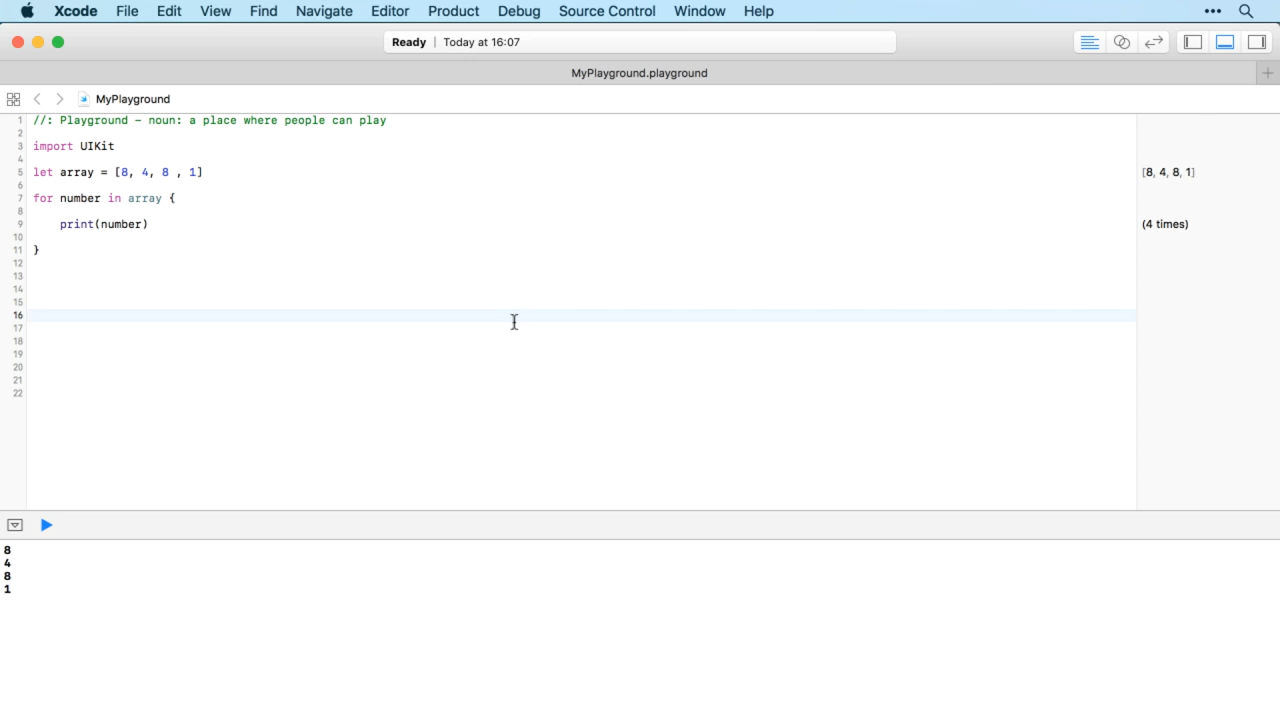 Xcode File Edit View Find Navigate Editor Product Debug Source Control Window Help
Ready | Today at 16:07
MyPlayground.playground
MyPlayground
1 //: Playground - noun: a place where people can play
2
3 import UIKit
4
5 let array = [8, 4, 8 , 1] [8, 4, 8, 1]
6
7 for number in array {
8
9 print(number) (4 times)
10
11 }
12
13
14
15
16
17
18
19
20
21
22
8
4
8
1